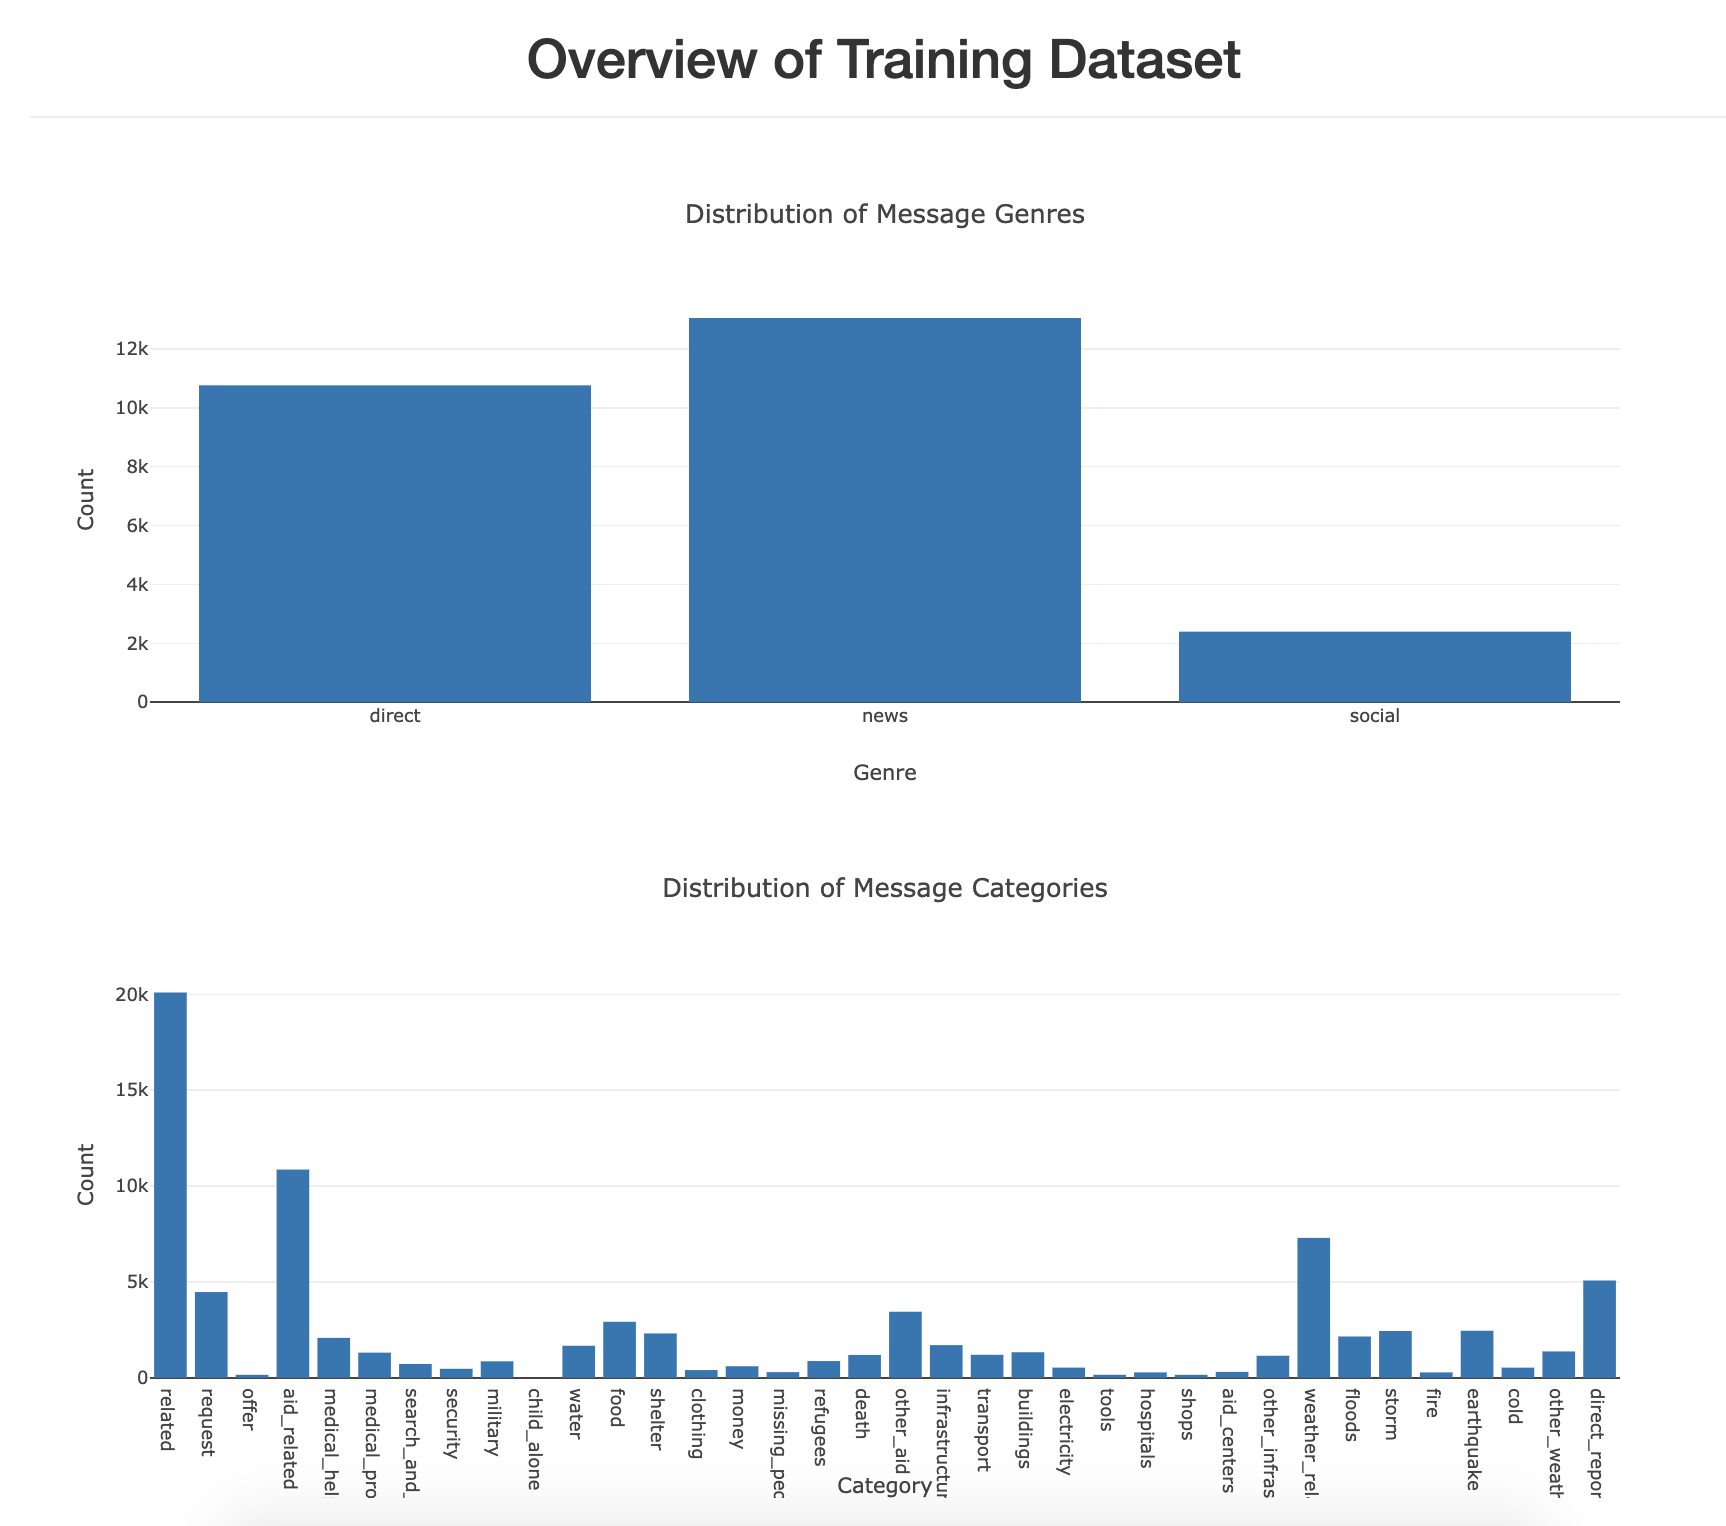 Overview of Training Dataset
Distribution of Message Genres
12k
10k
8k
6k
4k
2k
0
Count
direct
news
social
Genre
Distribution of Message Categories
20k
15k
10k
5k
0
Count
related
request
offer
aid_related
medical_hel
medical_pro
search_and_
security
military
child_alone
water
food
shelter
clothing
money
missing_peo
refugees
death
other_aid
infrastructur
transport
buildings
electricity
tools
hospitals
shops
aid_centers
other_infras
weather_rela
floods
storm
fire
earthquake
cold
other_weath
direct_repor
Category